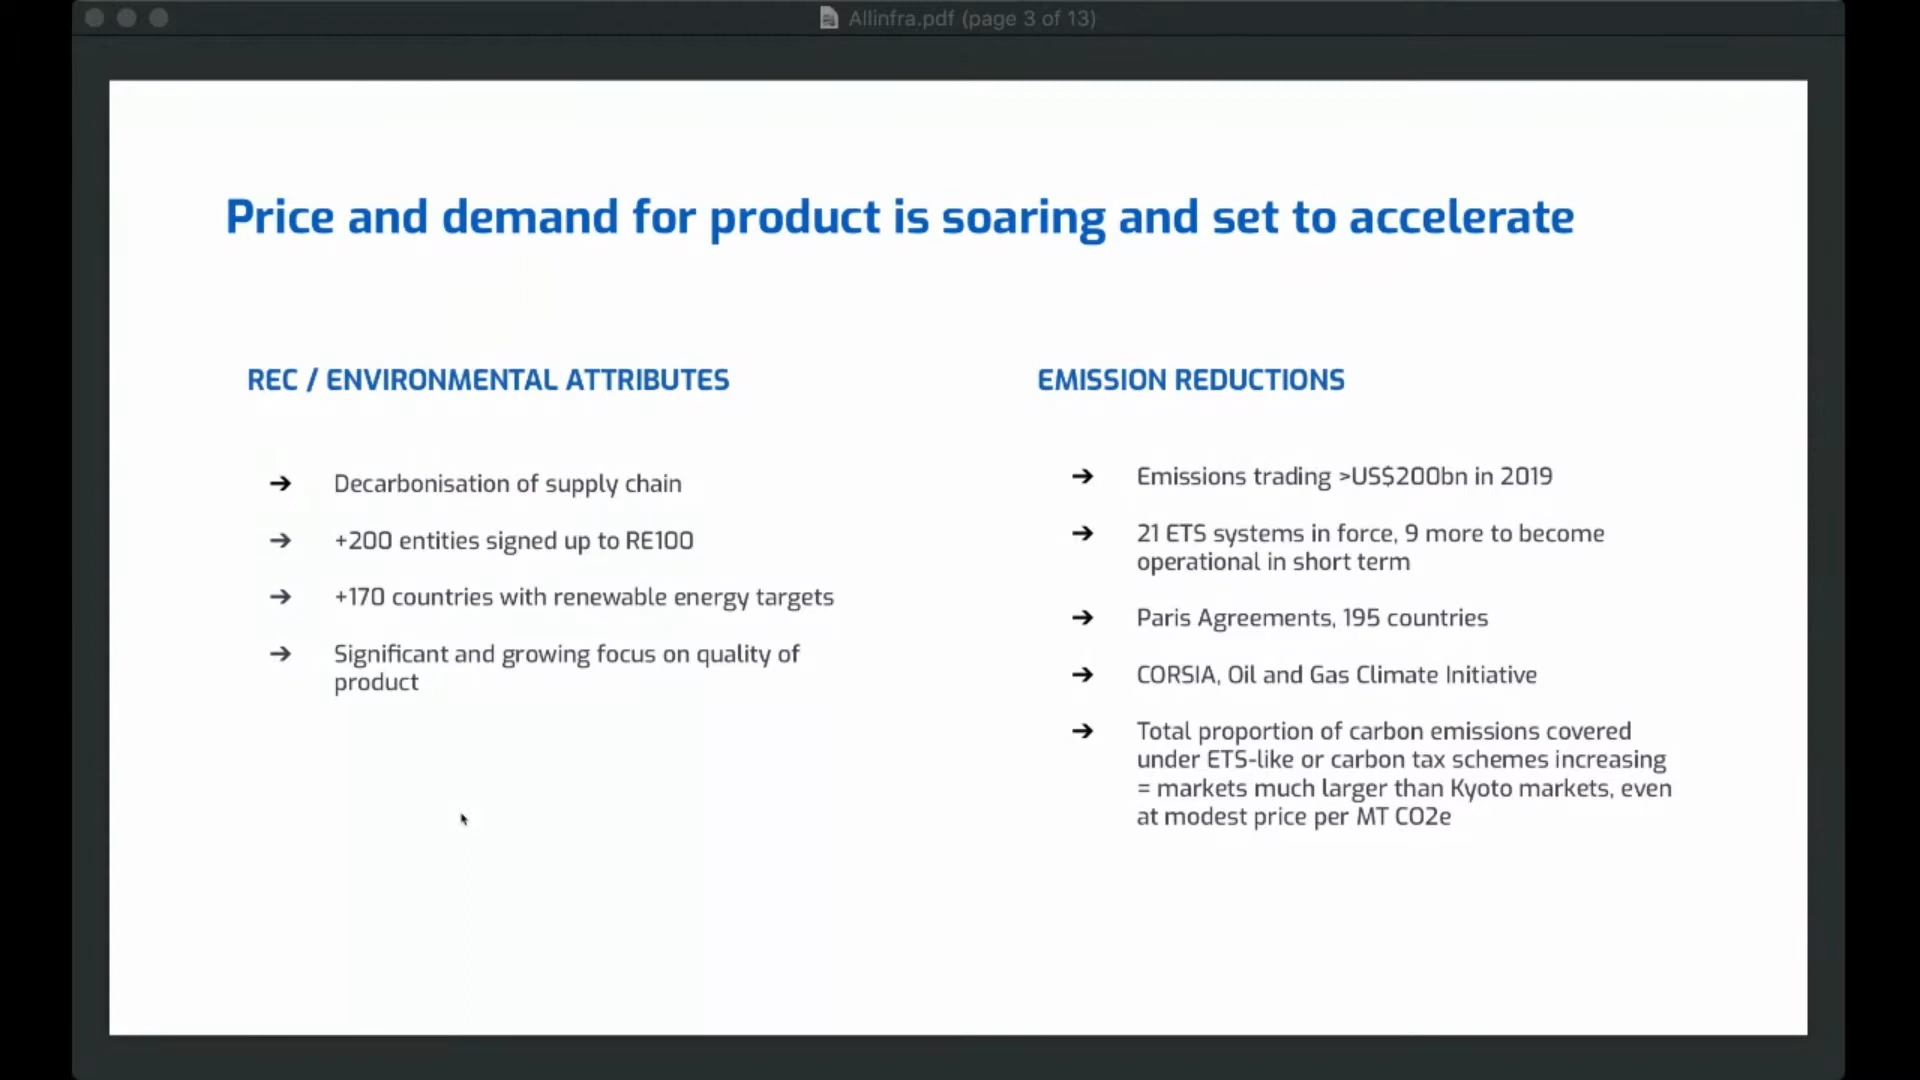 Allinfra.pdf (page 3 of 13)
Price and demand for product is soaring and set to accelerate
REC / ENVIRONMENTAL ATTRIBUTES
➔ Decarbonisation of supply chain
➔ +200 entities signed up to RE100
➔ +170 countries with renewable energy targets
➔ Significant and growing focus on quality of
product
EMISSION REDUCTIONS
➔ Emissions trading >US$200bn in 2019
➔ 21 ETS systems in force, 9 more to become
operational in short term
➔ Paris Agreements, 195 countries
➔ CORSIA, Oil and Gas Climate Initiative
➔ Total proportion of carbon emissions covered
under ETS-like or carbon tax schemes increasing
= markets much larger than Kyoto markets, even
at modest price per MT CO2e